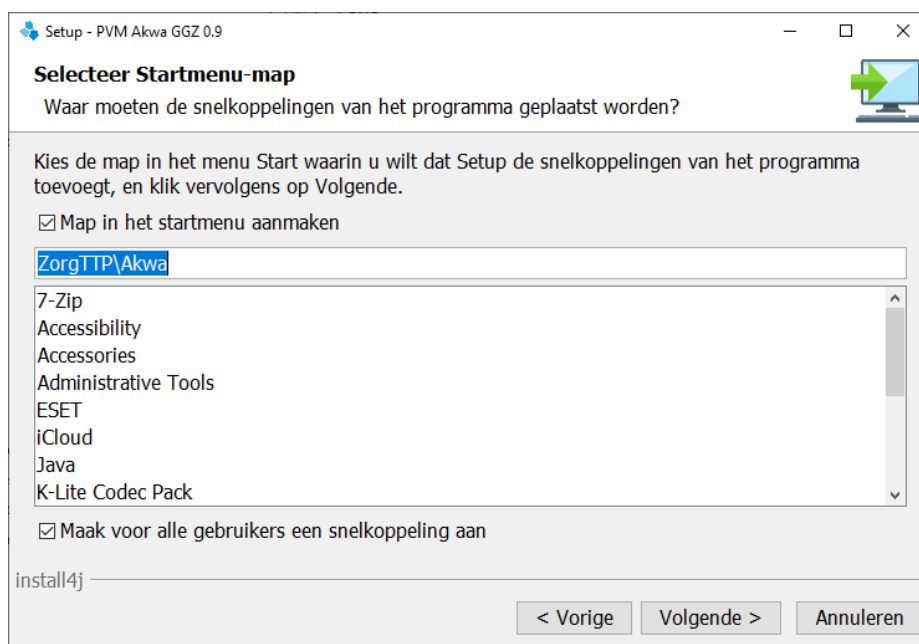 Setup - PVM Akwa GGZ 0.9
Selecteer Startmenu-map
Waar moeten de snelkoppelingen van het programma geplaatst worden?
Kies de map in het menu Start waarin u wilt dat Setup de snelkoppelingen van het programma
toevoegt, en klik vervolgens op Volgende.
Map in het startmenu aanmaken
ZorgTTP\Akwa
7-Zip
Accessibility
Accessories
Administrative Tools
ESET
iCloud
Java
K-Lite Codec Pack
Maak voor alle gebruikers een snelkoppeling aan
install4j
< Vorige
Volgende >
Annuleren